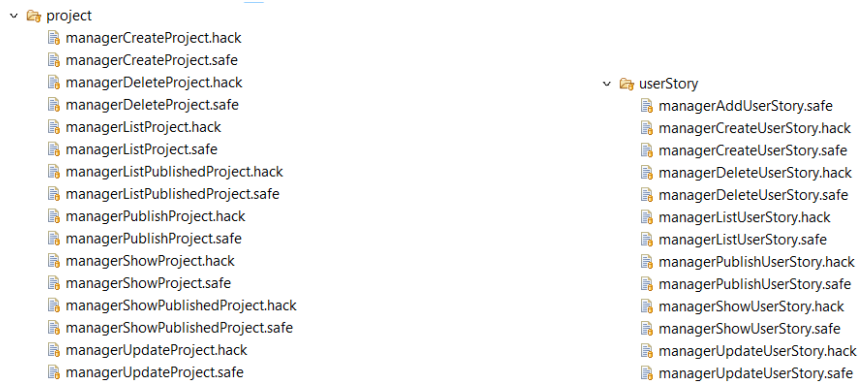 project
managerCreateProject.hack
managerCreateProject.safe
managerDeleteProject.hack
managerDeleteProject.safe
managerListProject.hack
managerListProject.safe
managerListPublishedProject.hack
managerListPublishedProject.safe
managerPublishProject.hack
managerPublishProject.safe
managerShowProject.hack
managerShowProject.safe
managerShowPublishedProject.hack
managerShowPublishedProject.safe
managerUpdateProject.hack
managerUpdateProject.safe
userStory
managerAddUserStory.safe
managerCreateUserStory.hack
managerCreateUserStory.safe
managerDeleteUserStory.hack
managerDeleteUserStory.safe
managerListUserStory.hack
managerListUserStory.safe
managerPublishUserStory.hack
managerPublishUserStory.safe
managerShowUserStory.hack
managerShowUserStory.safe
managerUpdateUserStory.hack
managerUpdateUserStory.safe